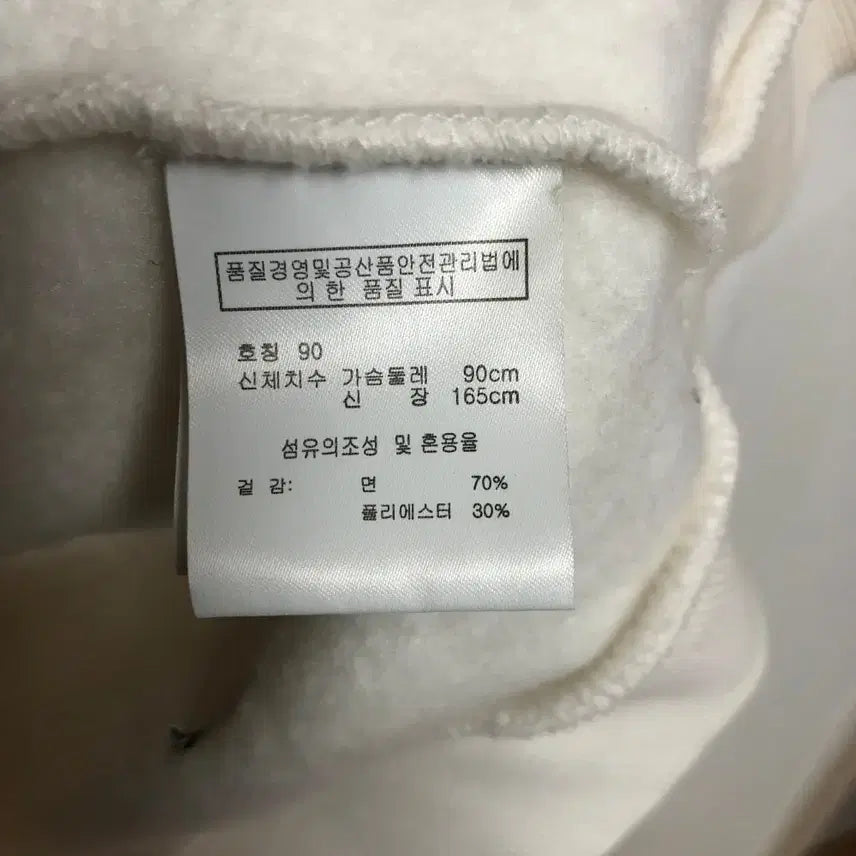 품질경영및공산품안전관리법에
의 한 품질 표시
호칭 90
신체치수 가슴둘레 90cm
신 장 165cm
섬유의조성 및 혼용율
겉 감: 면 70%
폴리에스터 30%